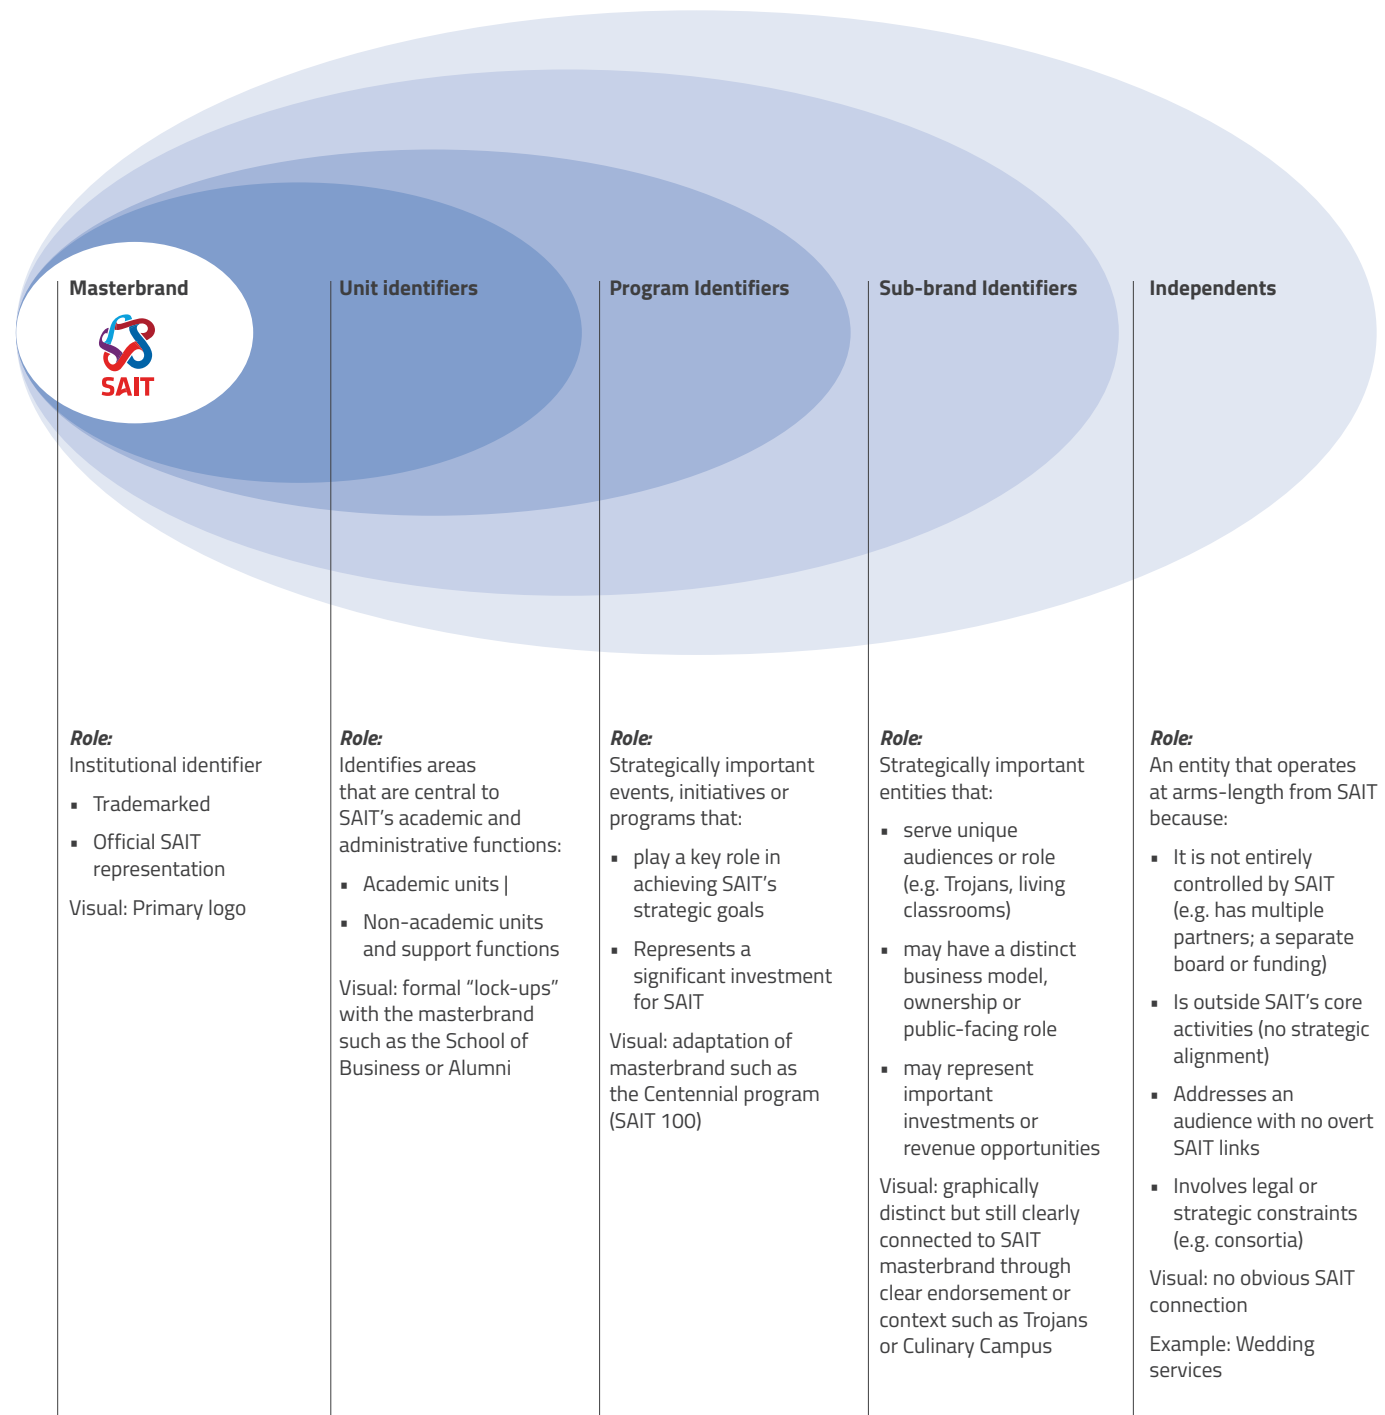 Masterbrand
SAIT
Unit identifiers
Program Identifiers
Sub-brand Identifiers
Independents
Role:
Institutional identifier
▪ Trademarked
▪ Official SAIT
representation
Visual: Primary logo
Role:
Identifies areas
that are central to
SAIT’s academic and
administrative functions:
▪ Academic units |
▪ Non-academic units
and support functions
Visual: formal “lock-ups”
with the masterbrand
such as the School of
Business or Alumni
Role:
Strategically important
events, initiatives or
programs that:
▪ play a key role in
achieving SAIT’s
strategic goals
▪ Represents a
significant investment
for SAIT
Visual: adaptation of
masterbrand such as
the Centennial program
(SAIT 100)
Role:
Strategically important
entities that:
▪ serve unique
audiences or role
(e.g. Trojans, living
classrooms)
▪ may have a distinct
business model,
ownership or
public-facing role
▪ may represent
important
investments or
revenue opportunities
Visual: graphically
distinct but still clearly
connected to SAIT
masterbrand through
clear endorsement or
context such as Trojans
or Culinary Campus
Role:
An entity that operates
at arms-length from SAIT
because:
▪ It is not entirely
controlled by SAIT
(e.g. has multiple
partners; a separate
board or funding)
▪ Is outside SAIT’s core
activities (no strategic
alignment)
▪ Addresses an
audience with no overt
SAIT links
▪ Involves legal or
strategic constraints
(e.g. consortia)
Visual: no obvious SAIT
connection
Example: Wedding
services